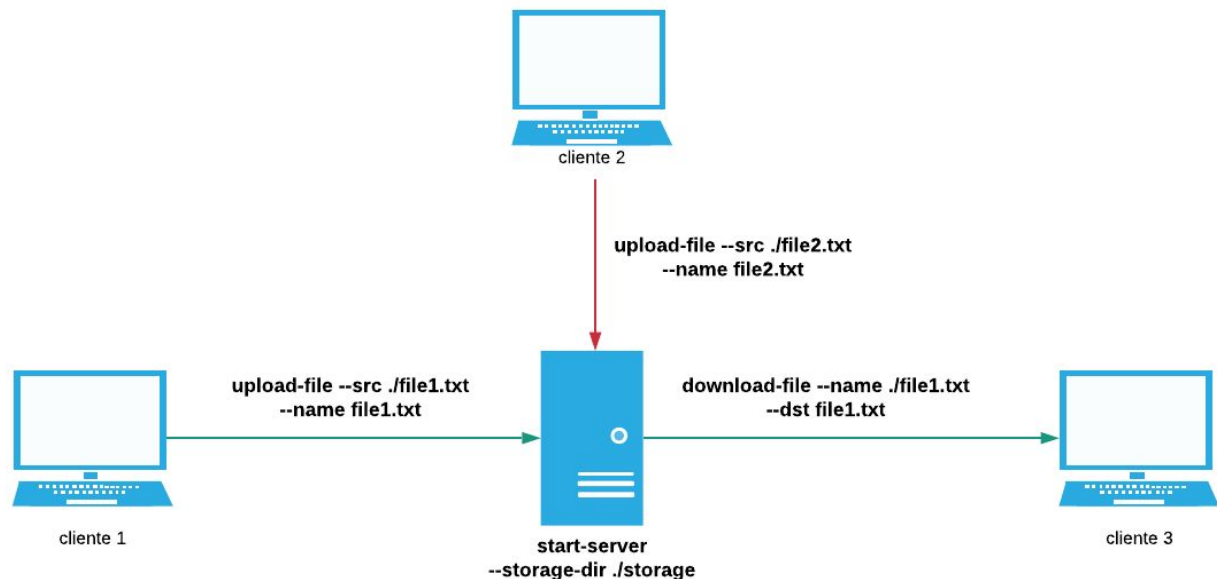 cliente 2
upload-file --src ./file2.txt
--name file2.txt
upload-file --src ./file1.txt
--name file1.txt
download-file --name ./file1.txt
--dst file1.txt
cliente 1
start-server
--storage-dir ./storage
cliente 3